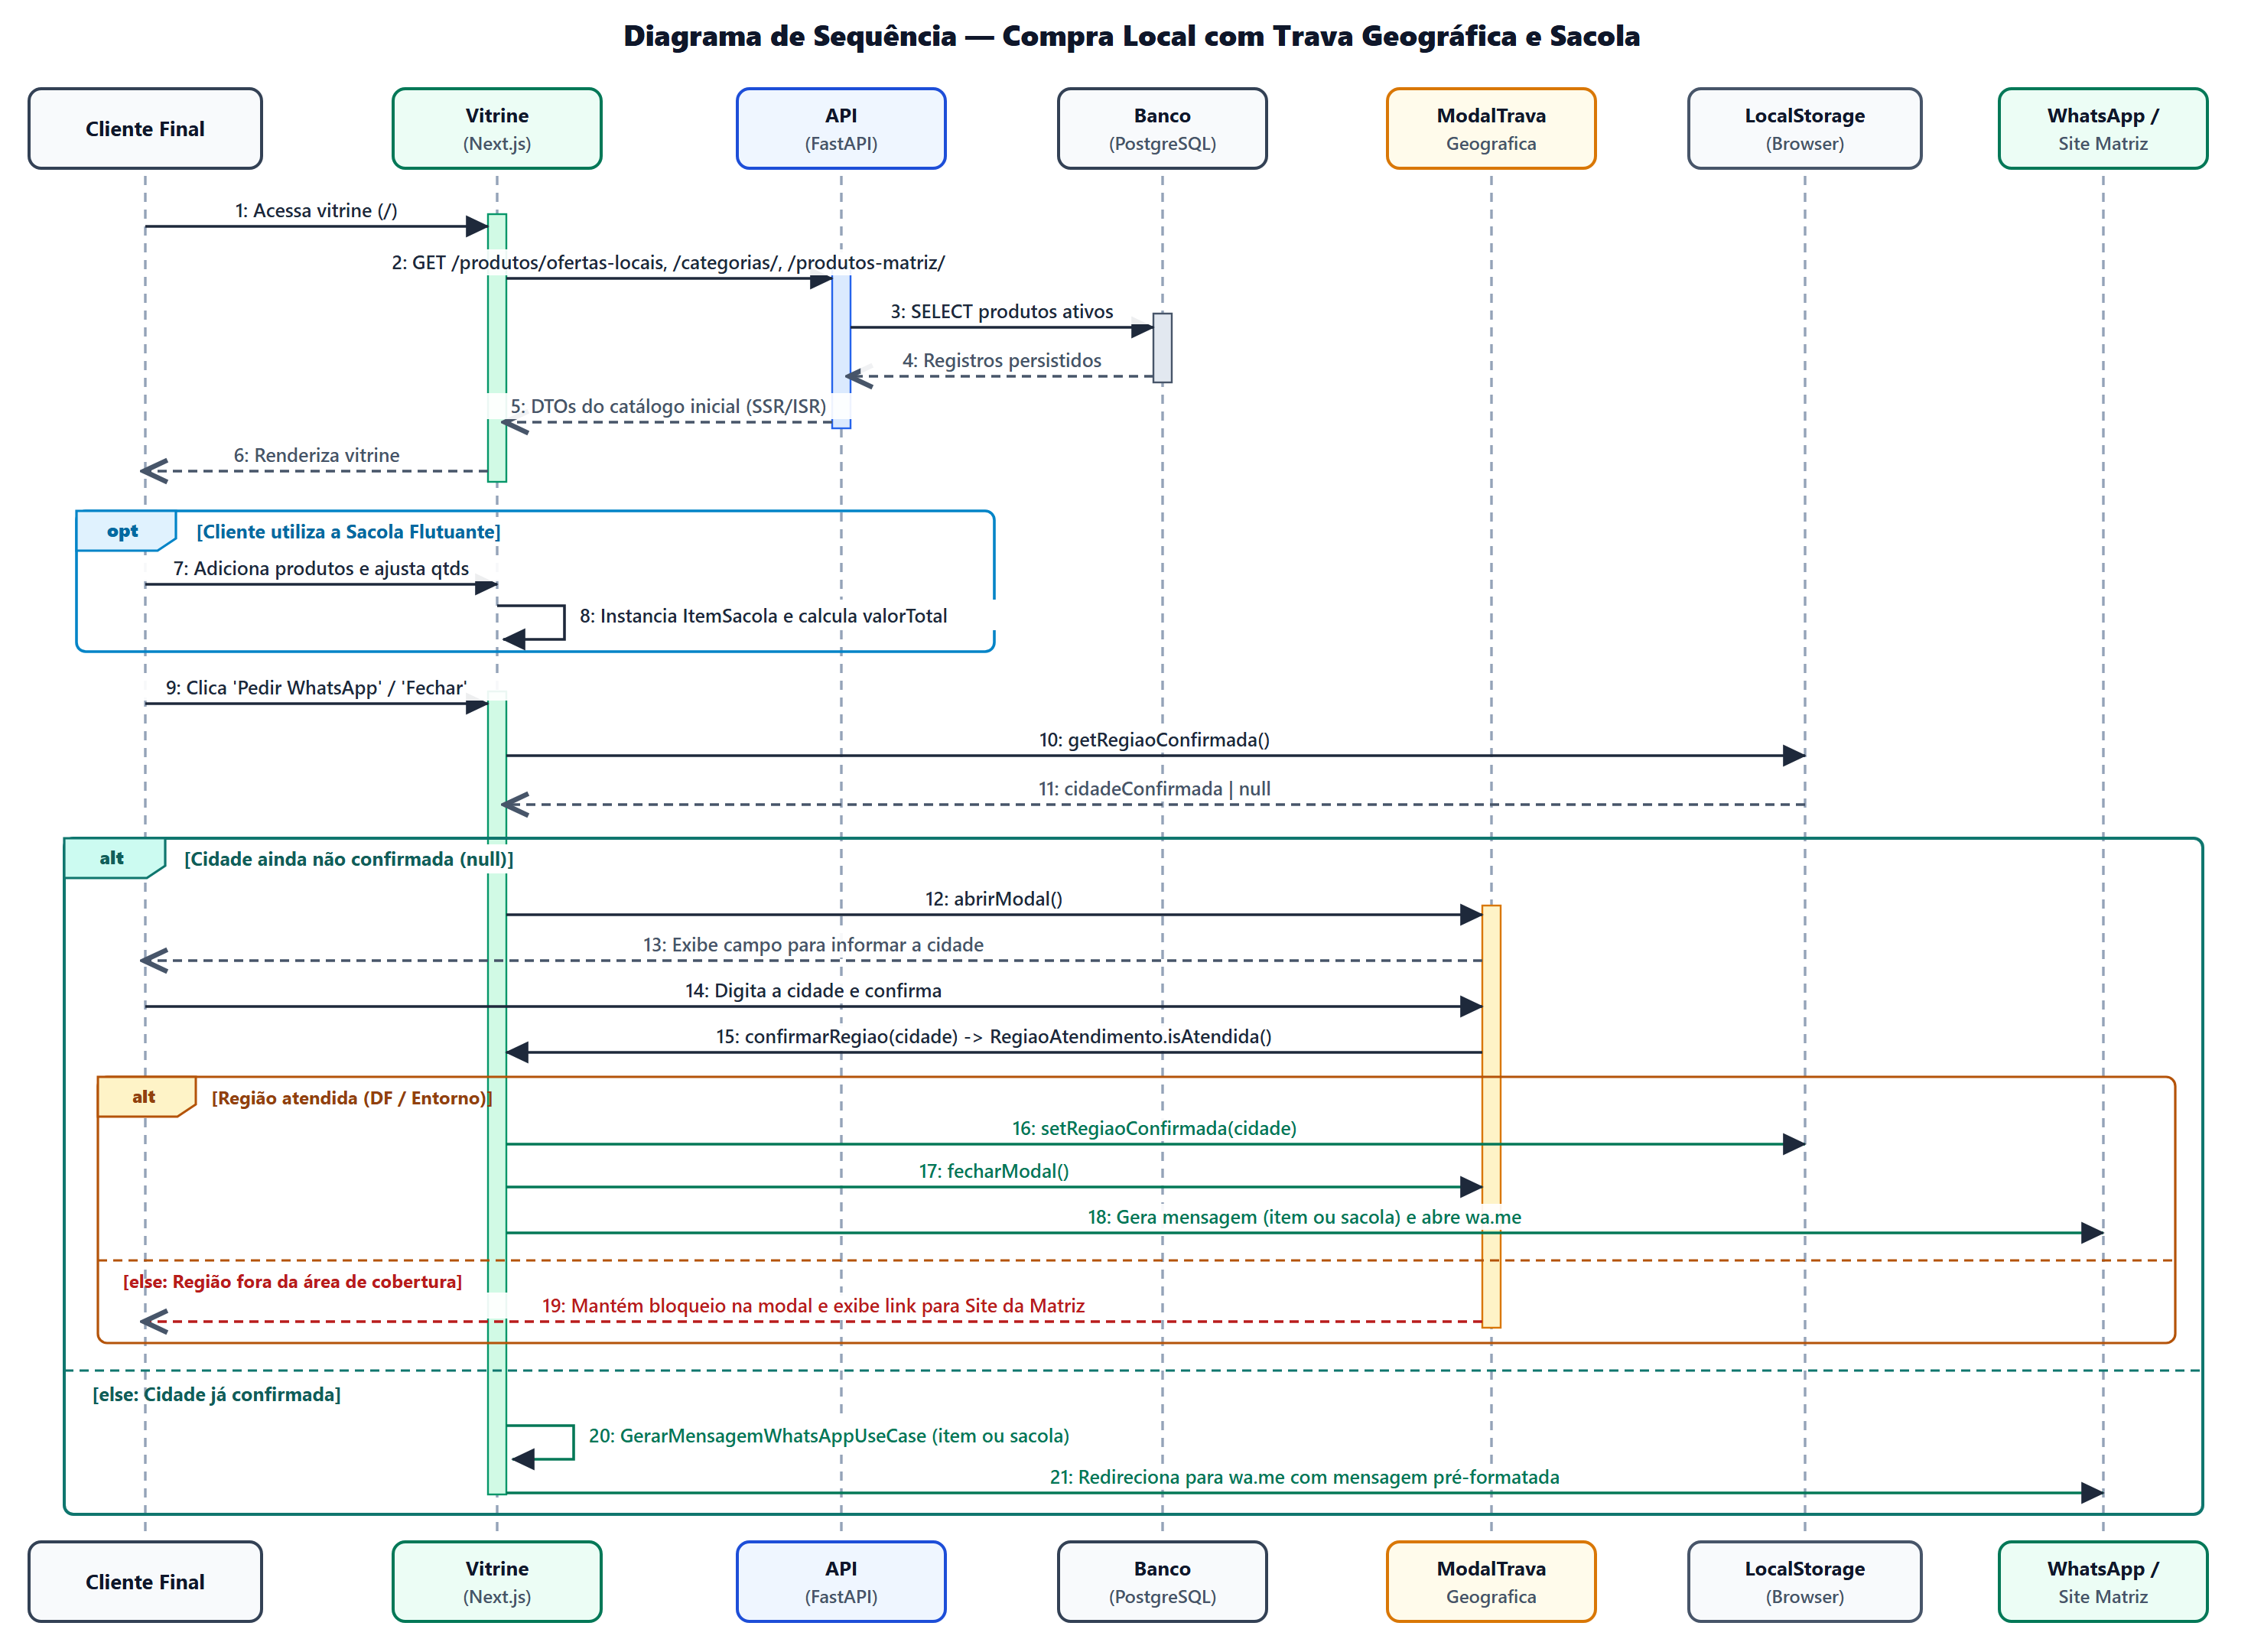 Diagrama de Sequência — Compra Local com Trava Geográfica e Sacola
Cliente Final
Vitrine
(Next.js)
API
(FastAPI)
Banco
(PostgreSQL)
ModalTrava
Geografica
LocalStorage
(Browser)
WhatsApp /
Site Matriz
1: Acessa vitrine (/)
2: GET /produtos/ofertas-locais, /categorias/, /produtos-matriz/
3: SELECT produtos ativos
4: Registros persistidos
5: DTOs do catálogo inicial (SSR/ISR)
6: Renderiza vitrine
opt
[Cliente utiliza a Sacola Flutuante]
7: Adiciona produtos e ajusta qtds
8: Instancia ItemSacola e calcula valorTotal
9: Clica 'Pedir WhatsApp' / 'Fechar'
10: getRegiaoConfirmada()
11: cidadeConfirmada | null
alt
[Cidade ainda não confirmada (null)]
12: abrirModal()
13: Exibe campo para informar a cidade
14: Digita a cidade e confirma
15: confirmarRegiao(cidade) -> RegiaoAtendimento.isAtendida()
alt
[Região atendida (DF / Entorno)]
16: setRegiaoConfirmada(cidade)
17: fecharModal()
18: Gera mensagem (item ou sacola) e abre wa.me
[else: Região fora da área de cobertura]
19: Mantém bloqueio na modal e exibe link para Site da Matriz
[else: Cidade já confirmada]
20: GerarMensagemWhatsAppUseCase (item ou sacola)
21: Redireciona para wa.me com mensagem pré-formatada
Cliente Final
Vitrine
(Next.js)
API
(FastAPI)
Banco
(PostgreSQL)
ModalTrava
Geografica
LocalStorage
(Browser)
WhatsApp /
Site Matriz